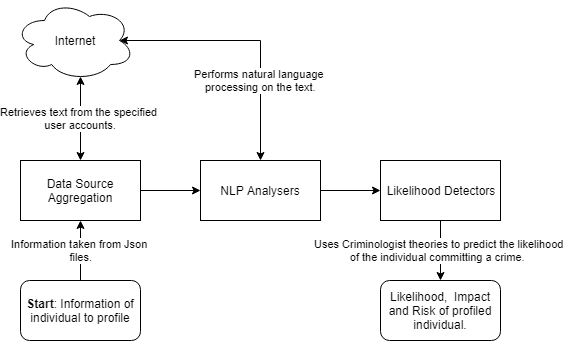 Internet
Performs natural language
processing on the text.
Retrieves text from the specified
user accounts.
Data Source
Aggregation
NLP Analysers
Likelihood Detectors
Information taken from Json
files.
Uses Criminologist theories to predict the likelihood
of the individual committing a crime.
Start: Information of
individual to profile
Likelihood, Impact
and Risk of profiled
individual.